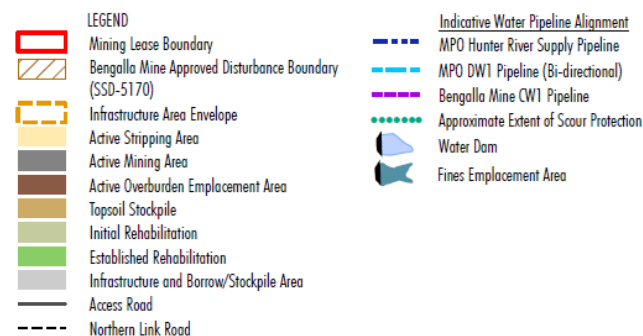 LEGEND
Mining Lease Boundary
Bengalla Mine Approved Disturbance Boundary
(SSD-5170)
Infrastructure Area Envelope
Active Stripping Area
Active Mining Area
Active Overburden Emplacement Area
Topsoil Stockpile
Initial Rehabilitation
Established Rehabilitation
Infrastructure and Borrow/Stockpile Area
Access Road
Northern Link Road
Indicative Water Pipeline Alignment
MPO Hunter River Supply Pipeline
MPO DW1 Pipeline (Bi-directional)
Bengalla Mine CW1 Pipeline
Approximate Extent of Scour Protection
Water Dam
Fines Emplacement Area